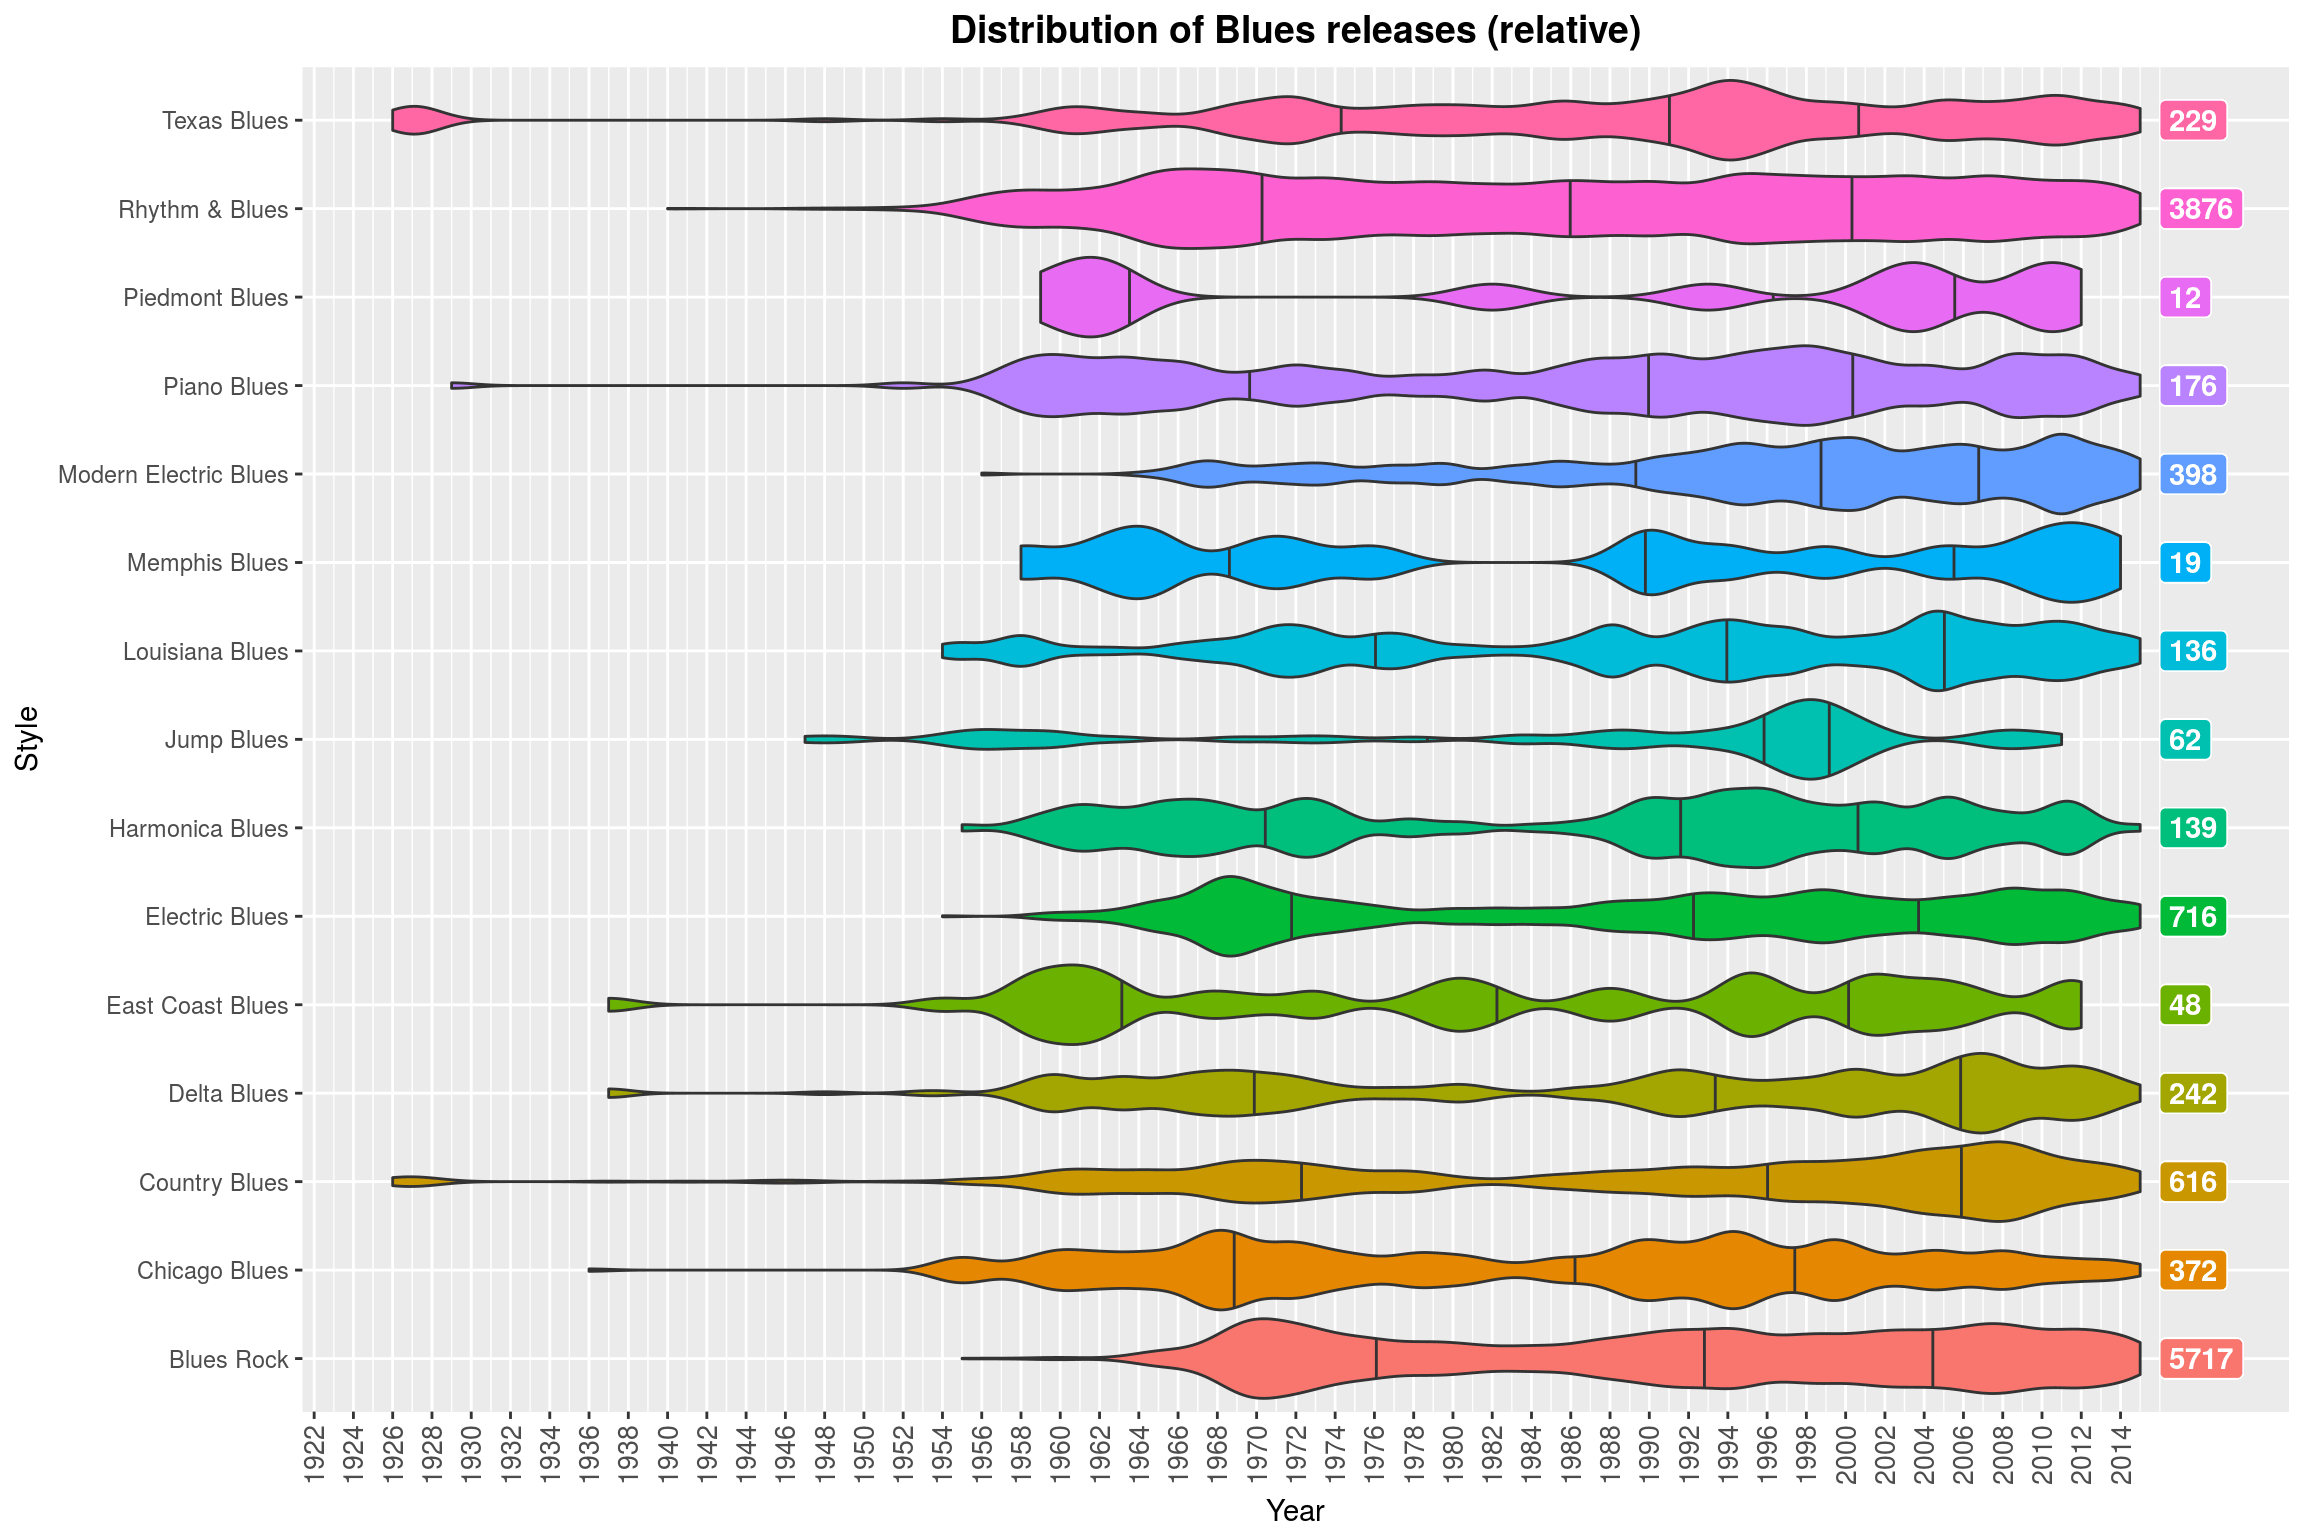 Distribution of Blues releases (relative)
Style
Texas Blues 229
Rhythm & Blues 3876
Piedmont Blues 12
Piano Blues 176
Modern Electric Blues 398
Memphis Blues 19
Louisiana Blues 136
Jump Blues 62
Harmonica Blues 139
Electric Blues 716
East Coast Blues 48
Delta Blues 242
Country Blues 616
Chicago Blues 372
Blues Rock 5717
1922 1924 1926 1928 1930 1932 1934 1936 1938 1940 1942 1944 1946 1948 1950 1952 1954 1956 1958 1960 1962 1964 1966 1968 1970 1972 1974 1976 1978 1980 1982 1984 1986 1988 1990 1992 1994 1996 1998 2000 2002 2004 2006 2008 2010 2012 2014
Year